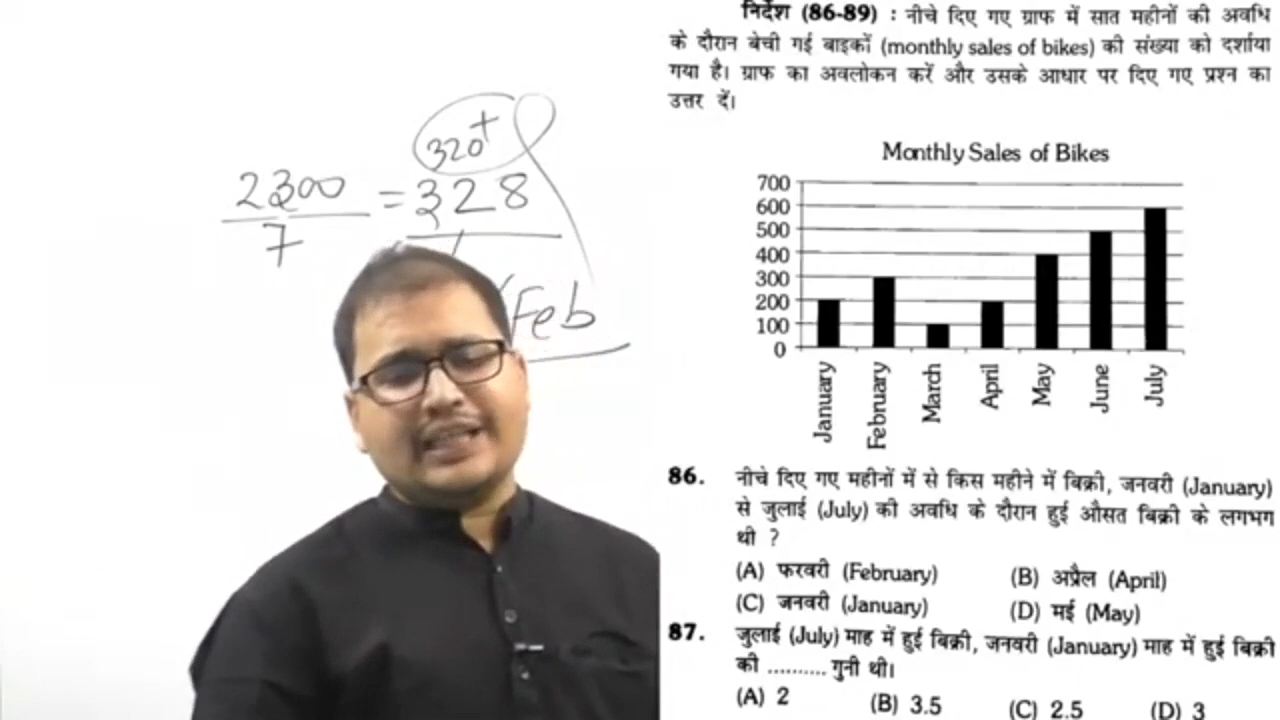 320+
2300 = 328
7
Feb
निर्देश (86-89) : नीचे दिए गए ग्राफ में सात महीनों की अवधि
के दौरान बेची गई बाइकों (monthly sales of bikes) की संख्या को दर्शाया
गया है। ग्राफ का अवलोकन करें और उसके आधार पर दिए गए प्रश्न का
उत्तर दें।
Monthly Sales of Bikes
700
600
500
400
300
200
100
0
January
February
March
April
May
June
July
86. नीचे दिए गए महीनों में से किस महीने में बिक्री, जनवरी (January)
से जुलाई (July) की अवधि के दौरान हुई औसत बिक्री के लगभग
थी ?
(A) फरवरी (February) (B) अप्रैल (April)
(C) जनवरी (January) (D) मई (May)
87. जुलाई (July) माह में हुई बिक्री, जनवरी (January) माह में हुई बिक्री
की .......... गुनी थी।
(A) 2 (B) 3.5 (C) 2.5 (D) 3